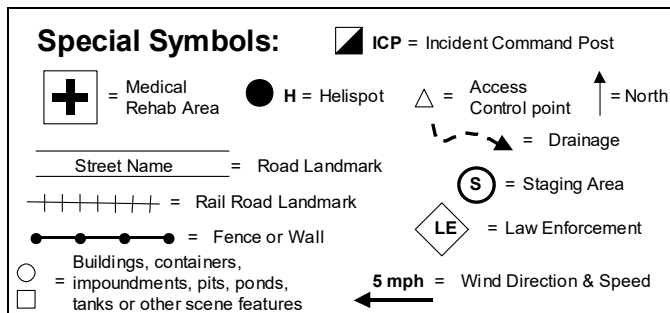 Special Symbols:
ICP = Incident Command Post
= Medical
Rehab Area
H = Helispot
= Access
Control point
= North
= Drainage
Street Name = Road Landmark
S = Staging Area
= Rail Road Landmark
LE = Law Enforcement
= Fence or Wall
= Buildings, containers,
impoundments, pits, ponds,
tanks or other scene features
5 mph = Wind Direction & Speed